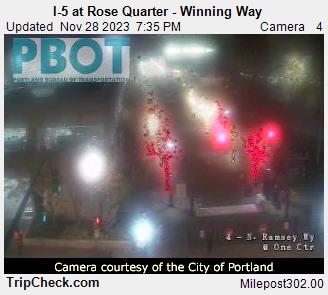 I-5 at Rose Quarter - Winning Way
Updated Nov 28 2023 7:35 PM Camera 4
PBOT
PORTLAND BUREAU OF TRANSPORTATION
4 - N. Ramsey Wy
@ One Ctr
Camera courtesy of the City of Portland
TripCheck.com Milepost302.00